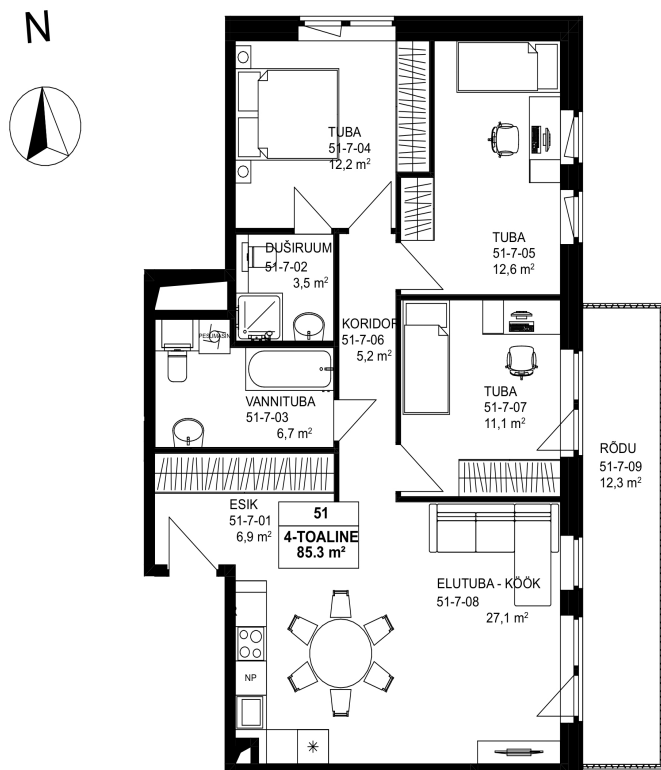 N
TUBA
51-7-04
12,2 m²
TUBA
51-7-05
12,6 m²
DUŠIRUUM
51-7-02
3,5 m²
KORIDOR
51-7-06
5,2 m²
PESUMASIN
VANNITUBA
51-7-03
6,7 m²
TUBA
51-7-07
11,1 m²
RÕDU
51-7-09
12,3 m²
ESIK
51-7-01
6,9 m²
51
4-TOALINE
85.3 m²
ELUTUBA - KÖÖK
51-7-08
27,1 m²
NP